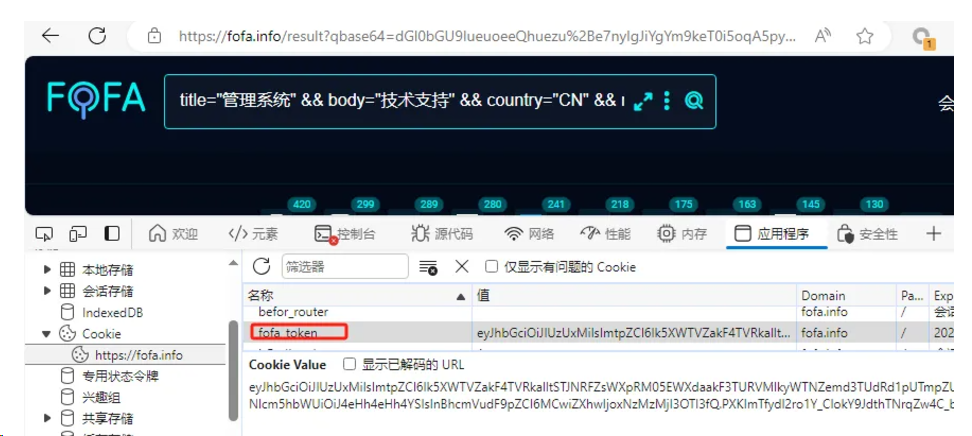 https://fofa.info/result?qbase64=dGl0bGU9IueuoeeQhuezu%2Be7nyIgJiYgYm9keT0i5oqA5py...
FOFA
title="管理系统" && body="技术支持" && country="CN" &&
会
420 299 289 280 241 218 175 163 145 130
欢迎 元素 控制台 源代码 网络 性能 内存 应用程序 安全性
本地存储
会话存储
IndexedDB
Cookie
https://fofa.info
专用状态令牌
兴趣组
共享存储
筛选器 仅显示有问题的 Cookie
名称 值 Domain Pa... Exp
befor_router fofa.info / 会话
fofa_token fofa.info / 202
Cookie Value 显示已解码的 URL